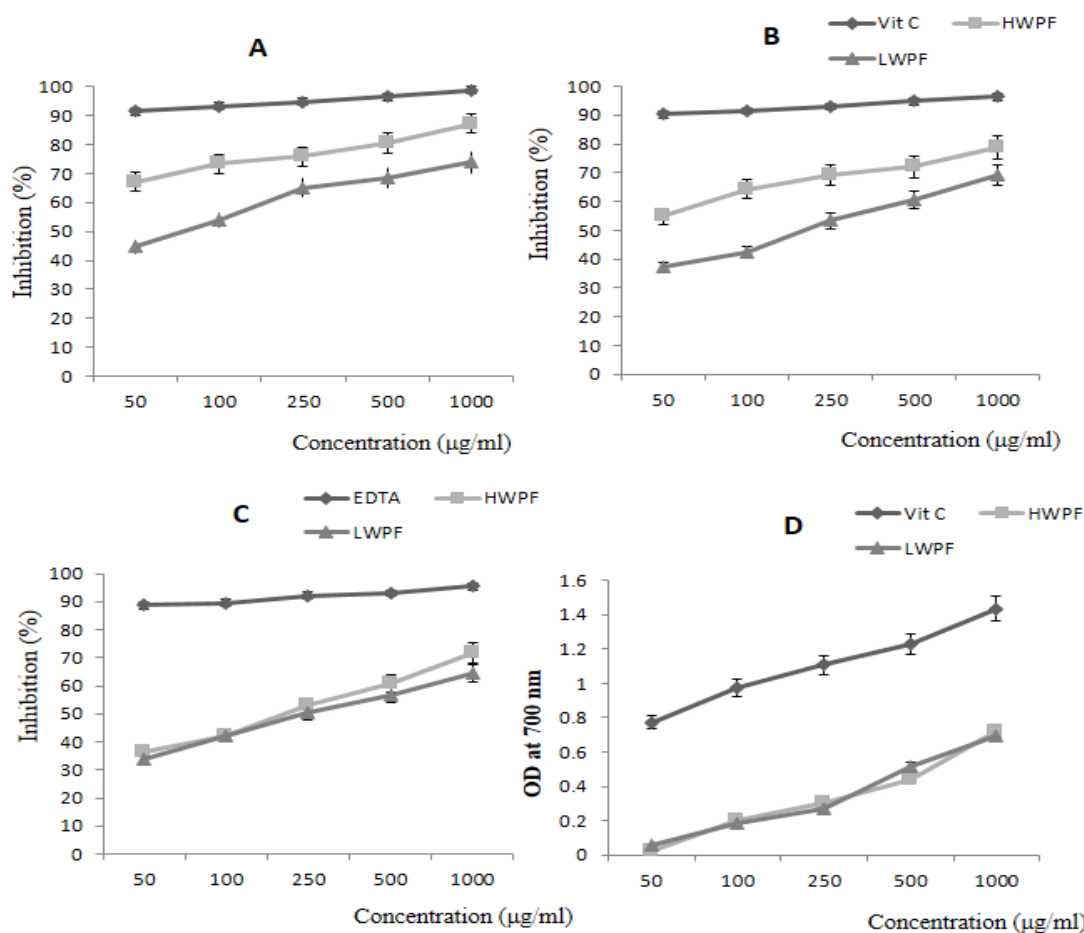 A
Inhibition (%)
100
90
80
70
60
50
40
30
20
10
0
50 100 250 500 1000
Concentration (µg/ml)
B
Vit C HWPF
LWPF
Inhibition (%)
100
90
80
70
60
50
40
30
20
10
0
50 100 250 500 1000
Concentration (µg/ml)
C
EDTA HWPF
LWPF
Inhibition (%)
100
90
80
70
60
50
40
30
20
10
0
50 100 250 500 1000
Concentration (µg/ml)
D
Vit C HWPF
LWPF
OD at 700 nm
1.6
1.4
1.2
1
0.8
0.6
0.4
0.2
0
50 100 250 500 1000
Concentration (µg/ml)